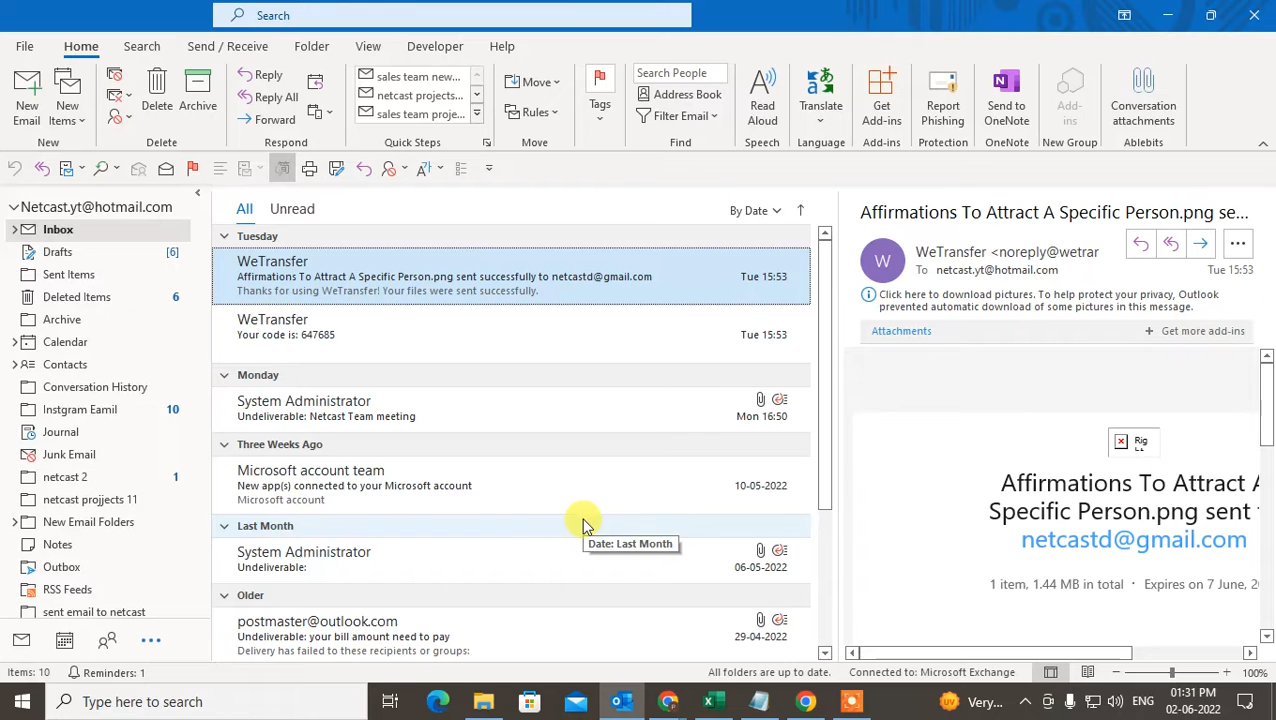 Search
File Home Search Send / Receive Folder View Developer Help
New Email
New Items
Delete Archive
Reply
Reply All
Forward
sales team new...
netcast projects...
sales team proje...
Move
Rules
Tags
Search People
Address Book
Filter Email
Read Aloud
Translate
Get Add-ins
Report Phishing
Send to OneNote
Add-ins
Conversation attachments
New Delete Respond Quick Steps Move Find Speech Language Add-ins Protection OneNote New Group Ablebits
Netcast.yt@hotmail.com
Inbox
Drafts [6]
Sent Items
Deleted Items 6
Archive
Calendar
Contacts
Conversation History
Instgram Eamil 10
Journal
Junk Email
netcast 2 1
netcast projjects 11
New Email Folders
Notes
Outbox
RSS Feeds
sent email to netcast
All Unread By Date
Tuesday
WeTransfer
Affirmations To Attract A Specific Person.png sent successfully to netcastd@gmail.com Tue 15:53
Thanks for using WeTransfer! Your files were sent successfully.
WeTransfer
Your code is: 647685 Tue 15:53
Monday
System Administrator
Undeliverable: Netcast Team meeting Mon 16:50
Three Weeks Ago
Microsoft account team
New app(s) connected to your Microsoft account 10-05-2022
Microsoft account
Last Month
Date: Last Month
System Administrator
Undeliverable: 06-05-2022
Older
postmaster@outlook.com
Undeliverable: your bill amount need to pay 29-04-2022
Delivery has failed to these recipients or groups:
Affirmations To Attract A Specific Person.png se...
W
WeTransfer <noreply@wetrar
To netcast.yt@hotmail.com Tue 15:53
Click here to download pictures. To help protect your privacy, Outlook
prevented automatic download of some pictures in this message.
Attachments + Get more add-ins
Rig
Affirmations To Attract A
Specific Person.png sent
netcastd@gmail.com
1 item, 1.44 MB in total · Expires on 7 June, 20
Items: 10 Reminders: 1 All folders are up to date. Connected to: Microsoft Exchange 100%
Type here to search
Very...
ENG
01:31 PM
02-06-2022